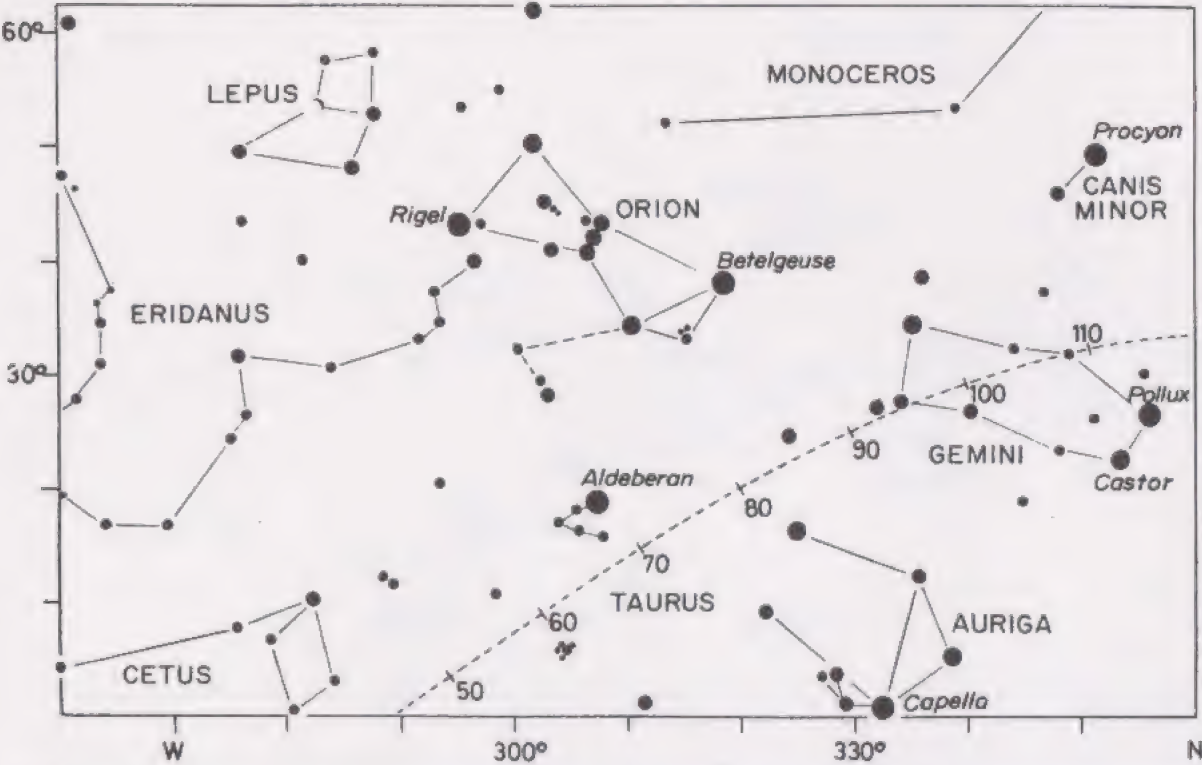 60°
LEPUS
MONOCEROS
Procyon
CANIS
MINOR
Rigel
ORION
Betelgeuse
ERIDANUS
110
30°
100
Pollux
90
GEMINI
Castor
Aldeberan
80
70
TAURUS
60
AURIGA
CETUS
50
Capella
W
300°
330°
N